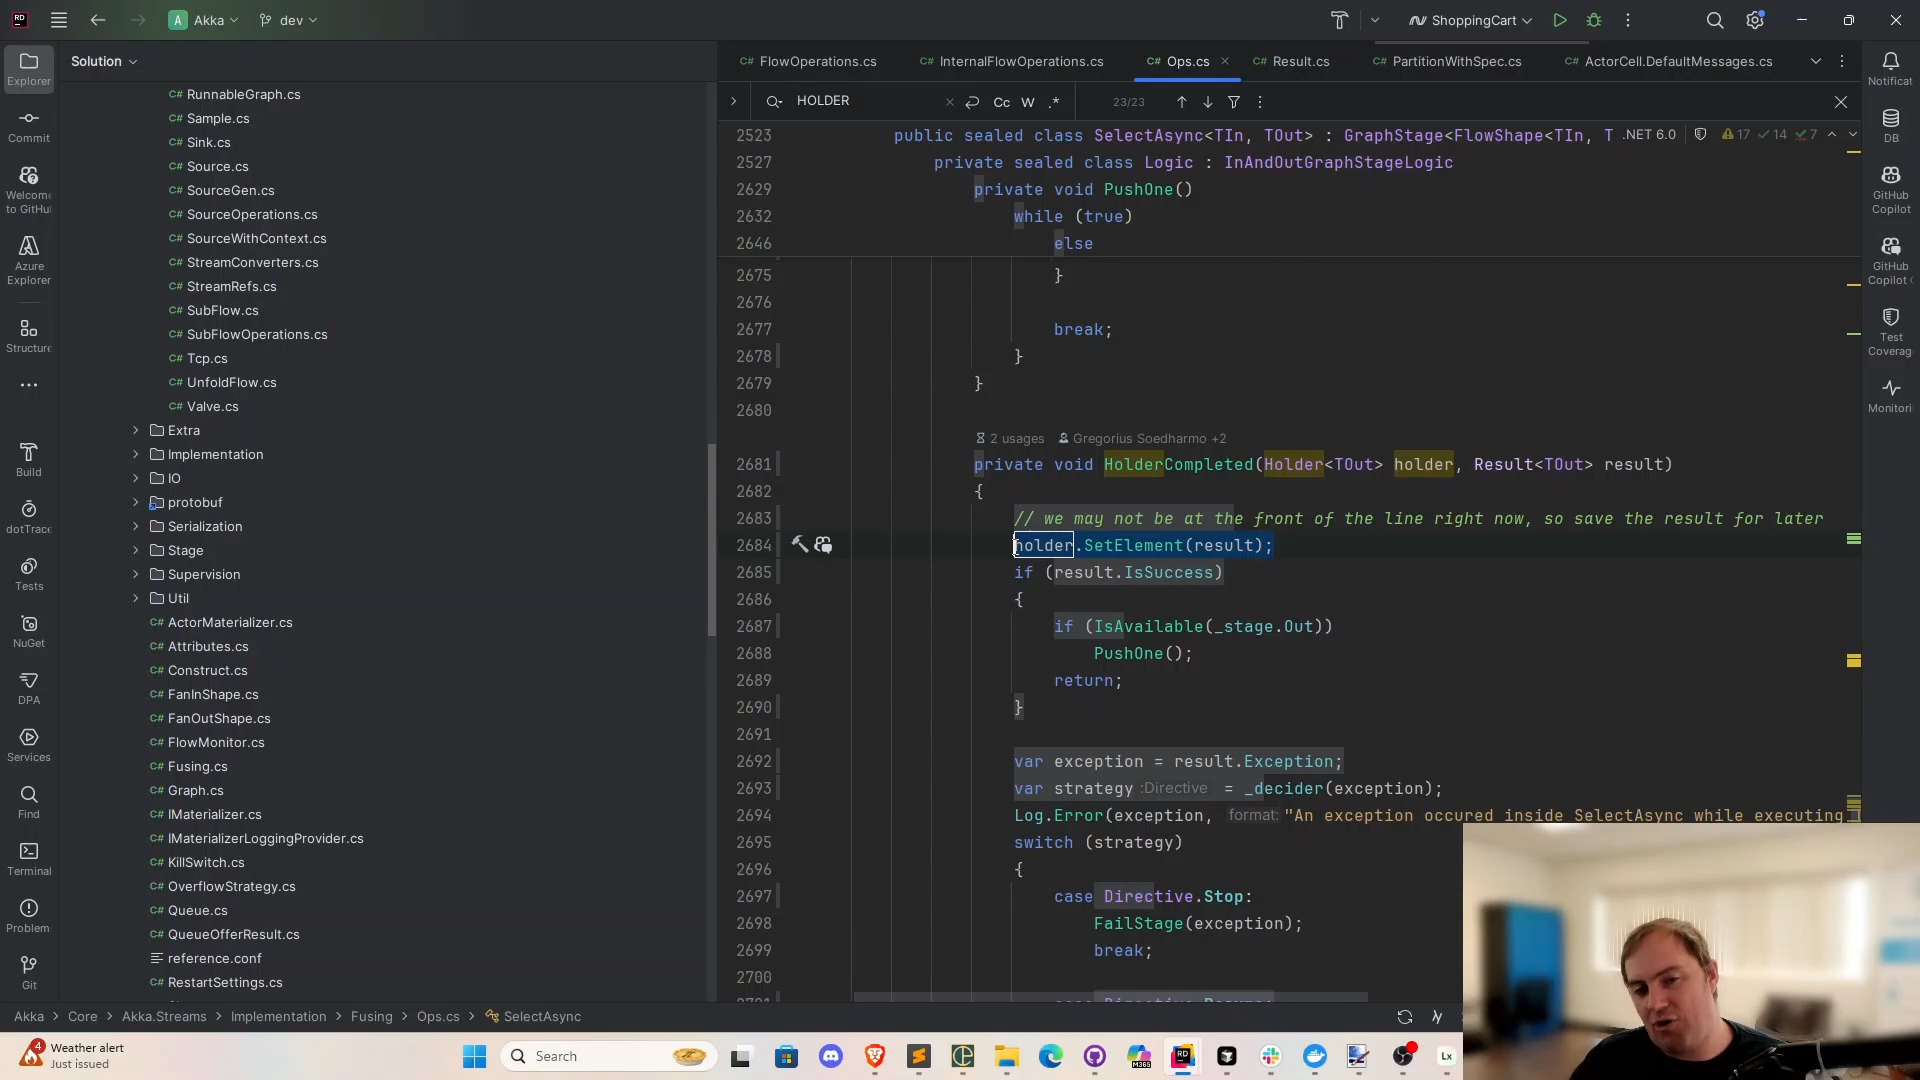 RD
A Akka
dev
ShoppingCart
Explorer
Solution
C# FlowOperations.cs
C# InternalFlowOperations.cs
C# Ops.cs
C# Result.cs
C# PartitionWithSpec.cs
C# ActorCell.DefaultMessages.cs
Notificat
Commit
Welcome
to GitHu
Azure
Explorer
Structure
Build
dotTrace
Tests
NuGet
DPA
Services
Find
Terminal
Problem
Git
C# RunnableGraph.cs
C# Sample.cs
C# Sink.cs
C# Source.cs
C# SourceGen.cs
C# SourceOperations.cs
C# SourceWithContext.cs
C# StreamConverters.cs
C# StreamRefs.cs
C# SubFlow.cs
C# SubFlowOperations.cs
C# Tcp.cs
C# UnfoldFlow.cs
C# Valve.cs
Extra
Implementation
IO
protobuf
Serialization
Stage
Supervision
Util
C# ActorMaterializer.cs
C# Attributes.cs
C# Construct.cs
C# FanInShape.cs
C# FanOutShape.cs
C# FlowMonitor.cs
C# Fusing.cs
C# Graph.cs
C# IMaterializer.cs
C# IMaterializerLoggingProvider.cs
C# KillSwitch.cs
C# OverflowStrategy.cs
C# Queue.cs
C# QueueOfferResult.cs
reference.conf
C# RestartSettings.cs
HOLDER
Cc W .*
23/23
2523 public sealed class SelectAsync<TIn, TOut> : GraphStage<FlowShape<TIn, T .NET 6.0 17 14 7
2527 private sealed class Logic : InAndOutGraphStageLogic
2629 private void PushOne()
2632 while (true)
2646 else
2675 }
2676
2677 break;
2678 }
2679 }
2680
2 usages Gregorius Soedharmo +2
2681 private void HolderCompleted(Holder<TOut> holder, Result<TOut> result)
2682 {
2683 // we may not be at the front of the line right now, so save the result for later
2684 holder.SetElement(result);
2685 if (result.IsSuccess)
2686 {
2687 if (IsAvailable(_stage.Out))
2688 PushOne();
2689 return;
2690 }
2691
2692 var exception = result.Exception;
2693 var strategy :Directive = _decider(exception);
2694 Log.Error(exception, format: "An exception occured inside SelectAsync while executing
2695 switch (strategy)
2696 {
2697 case Directive.Stop:
2698 FailStage(exception);
2699 break;
2700
DB
GitHub
Copilot
GitHub
Copilot
Test
Coverag
Monitori
Akka > Core > Akka.Streams > Implementation > Fusing > Ops.cs > SelectAsync
4
Weather alert
Just issued
Search
M365
RD
Lx